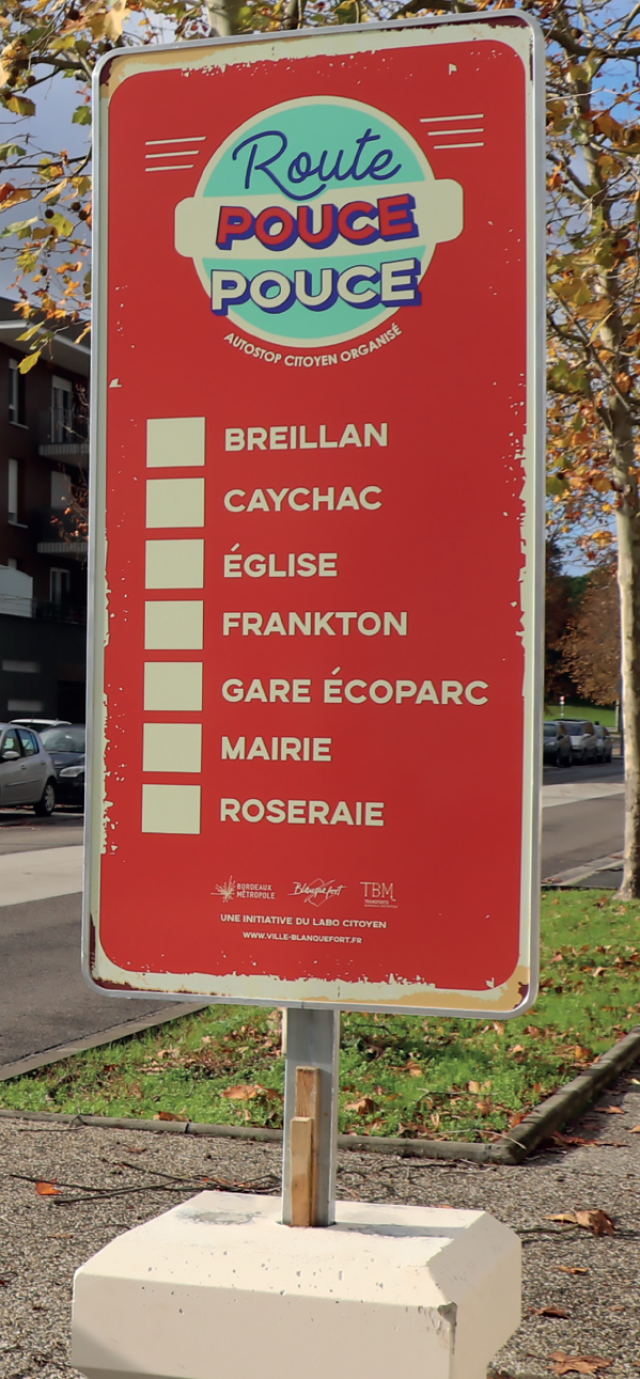 Route
POUCE
POUCE
AUTOSTOP CITOYEN ORGANISÉ
BREILLAN
CAYCHAC
ÉGLISE
FRANKTON
GARE ÉCOPARC
MAIRIE
ROSERAIE
BORDEAUX
MÉTROPOLE
Blanquefort
TBM
UNE INITIATIVE DU LABO CITOYEN
WWW.VILLE-BLANQUEFORT.FR